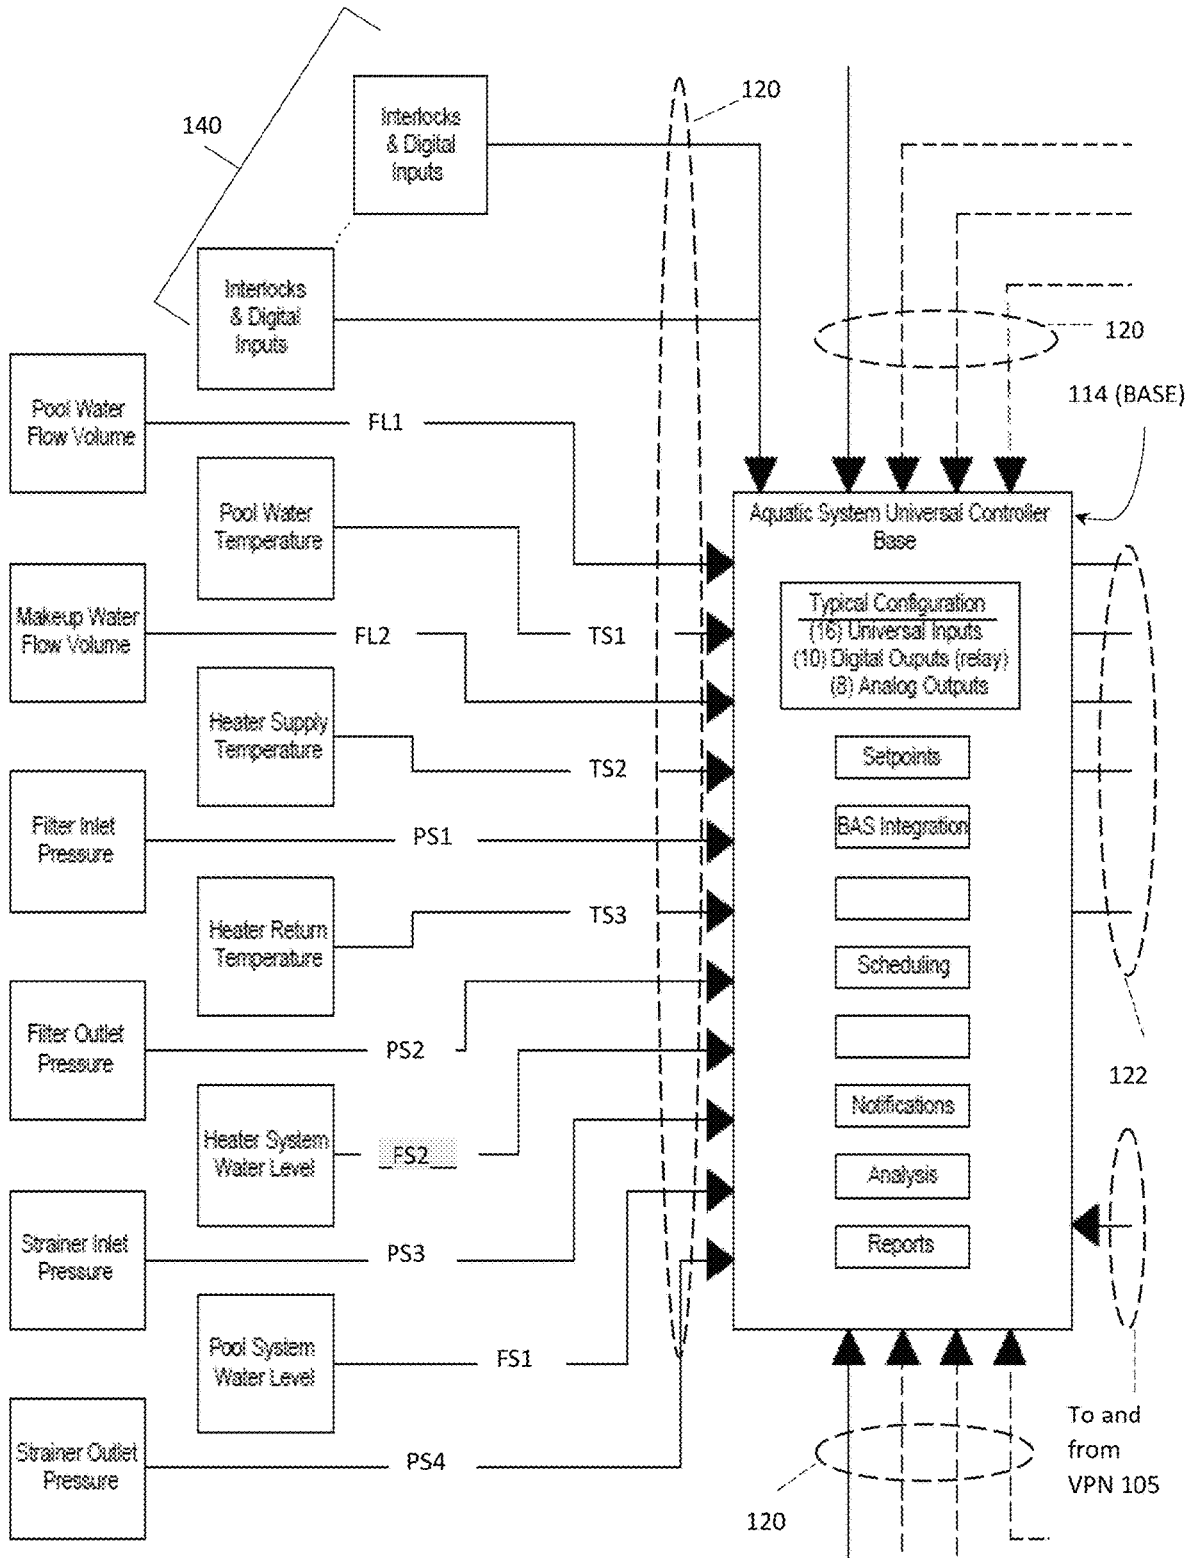 120
140
Interlocks
& Digital
Inputs
Interlocks
& Digital
Inputs
120
114 (BASE)
Pool Water
Flow Volume
FL1
Pool Water
Temperature
TS1
Makeup Water
Flow Volume
FL2
Heater Supply
Temperature
TS2
Filter Inlet
Pressure
PS1
Heater Return
Temperature
TS3
Filter Outlet
Pressure
PS2
Heater System
Water Level
FS2
Strainer Inlet
Pressure
PS3
Pool System
Water Level
FS1
Strainer Outlet
Pressure
PS4
Aquatic System Universal Controller
Base
Typical Configuration
(16) Universal Inputs
(10) Digital Ouputs (relay)
(8) Analog Outputs
Setpoints
BAS Integration
Scheduling
Notifications
Analysis
Reports
122
To and
from
VPN 105
120